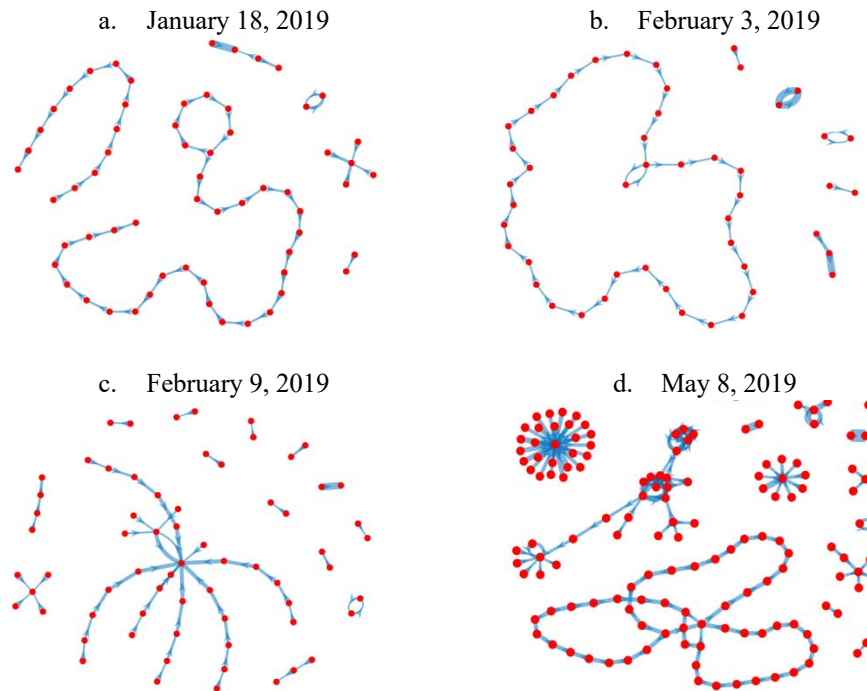 a. January 18, 2019
b. February 3, 2019
c. February 9, 2019
d. May 8, 2019